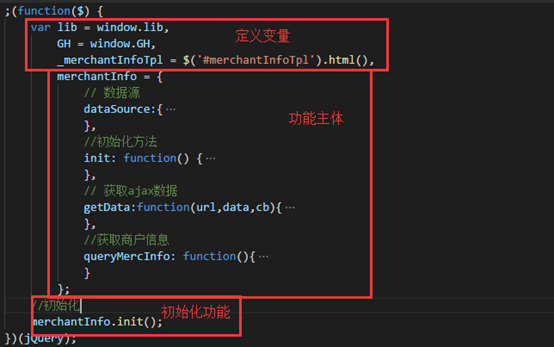 ;(function($) {
var lib = window.lib,
定义变量
GH = window.GH,
_merchantInfoTpl = $('#merchantInfoTpl').html(),
merchantInfo = {
// 数据源
dataSource:{ ⋯
功能主体
},
//初始化方法
init: function() { ⋯
},
// 获取ajax数据
getData:function(url,data,cb){ ⋯
},
//获取商户信息
queryMercInfo: function(){ ⋯
}
};
//初始化
merchantInfo.init();
初始化功能
})(jQuery);